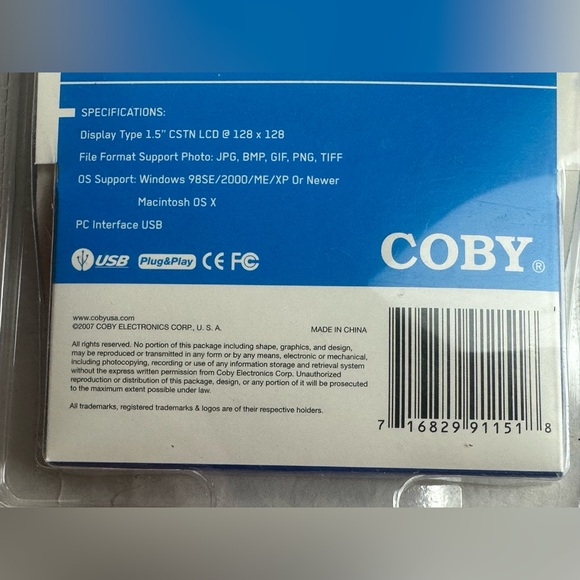 SPECIFICATIONS:
Display Type 1.5" CSTN LCD @ 128 x 128
File Format Support Photo: JPG, BMP, GIF, PNG, TIFF
OS Support: Windows 98SE/2000/ME/XP Or Newer
Macintosh OS X
PC Interface USB
USB Plug&Play CE FC
COBY®
www.cobyusa.com
©2007 COBY ELECTRONICS CORP., U. S. A.
MADE IN CHINA
All rights reserved. No portion of this package including shape, graphics, and design,
may be reproduced or transmitted in any form or by any means, electronic or mechanical,
including photocopying, recording or use of any information storage and retrieval system
without the express written permission from Coby Electronics Corp. Unauthorized
reproduction or distribution of this package, design, or any portion of it will be prosecuted
to the maximum extent possible under law.
All trademarks, registered trademarks & logos are of their respective holders.
7 16829 91151 8